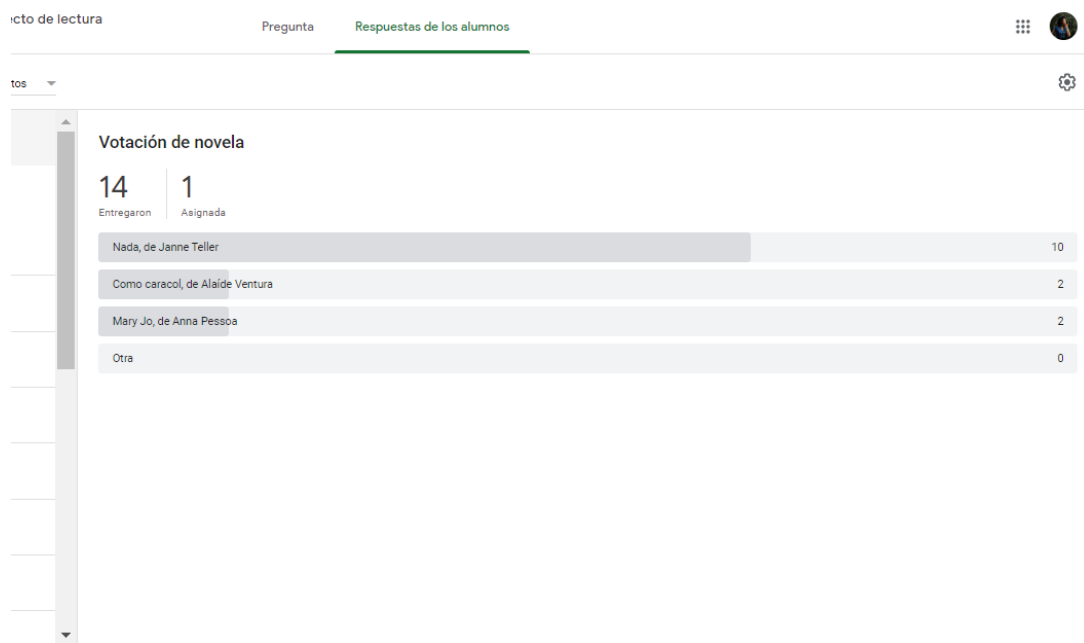 ecto de lectura
Pregunta
Respuestas de los alumnos
tos
Votación de novela
14
Entregaron
1
Asignada
Nada, de Janne Teller 10
Como caracol, de Alaíde Ventura 2
Mary Jo, de Anna Pessoa 2
Otra 0